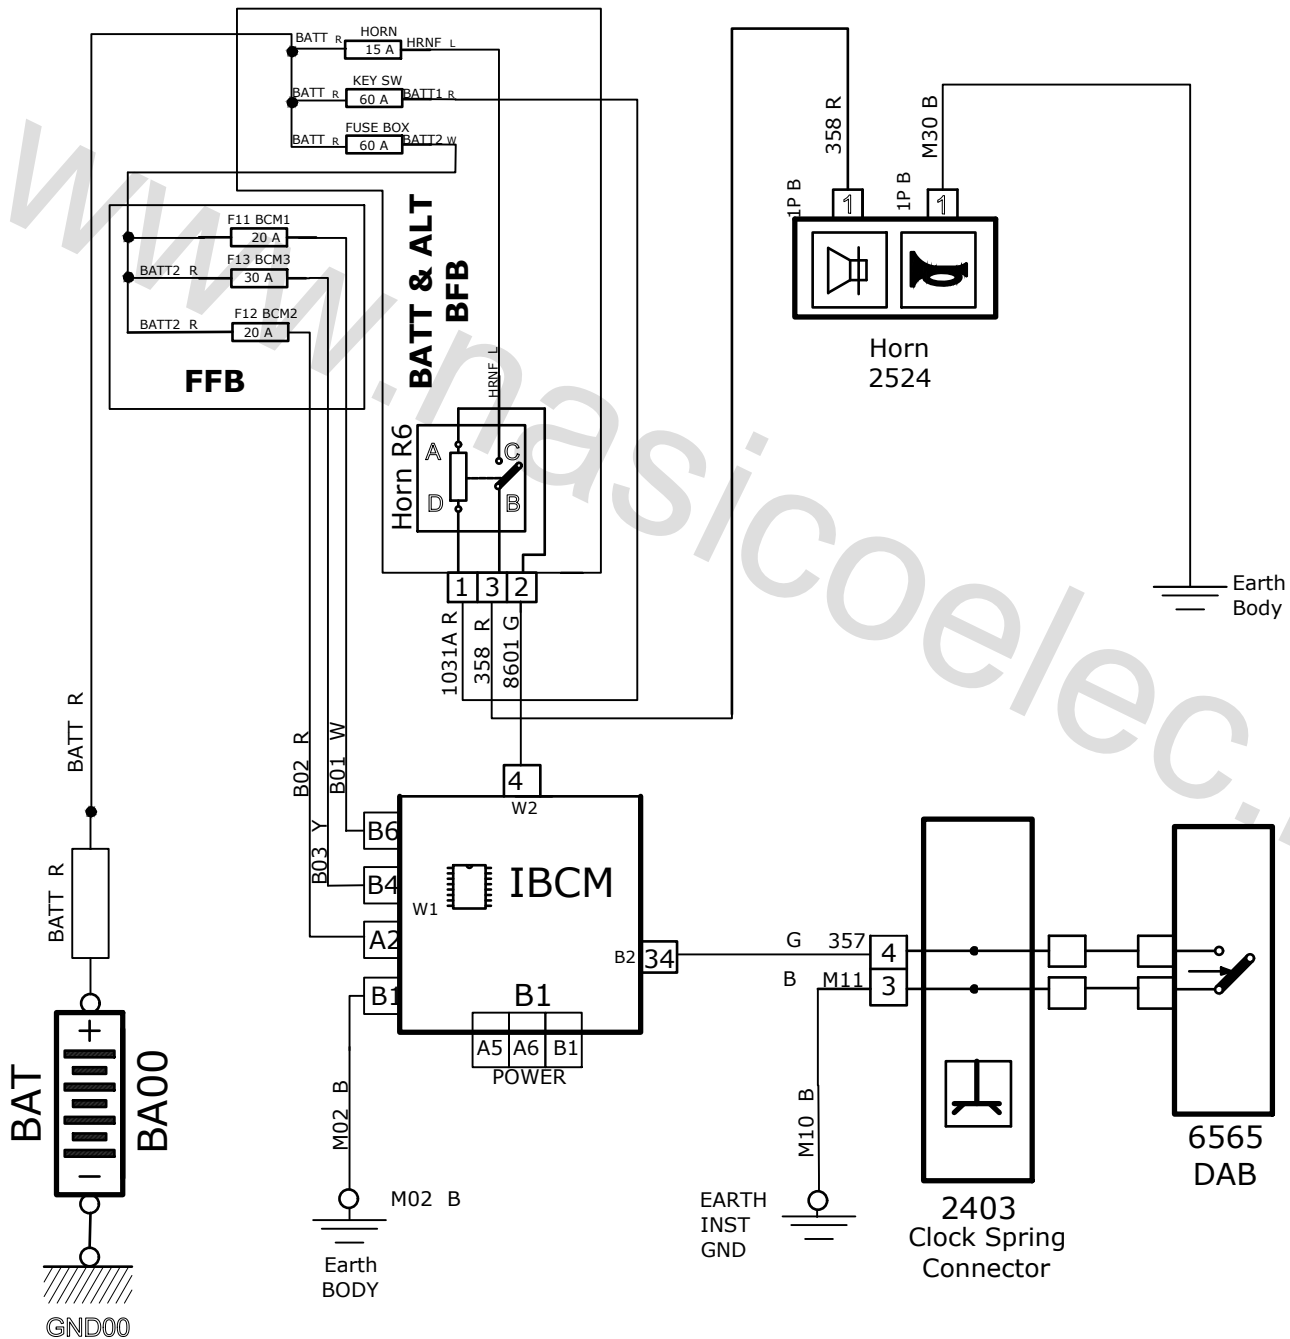 HORN
BATT R
15 A
HRNF L
KEY SW
BATT R
60 A
BATT1 R
FUSE BOX
BATT R
60 A
BATT2 W
F11 BCM1
20 A
F13 BCM3
BATT2 R
30 A
F12 BCM2
BATT2 R
20 A
FFB
BATT & ALT
BFB
HRNF L
Horn R6
A
C
D
B
1
3
2
1031A R
358 R
8601 G
358 R
M30 B
1P B
1P B
1
1
Horn
2524
Earth
Body
www.nasicoelec.
BATT R
BATT R
B02 R
B03 Y
B01 W
4
W2
B6
B4
A2
B1
W1
IBCM
B2
34
B1
A5
A6
B1
POWER
M02 B
M02 B
Earth
BODY
G 357
B M11
4
3
M10 B
EARTH
INST
GND
2403
Clock Spring
Connector
6565
DAB
BAT
+
−
BA00
GND00